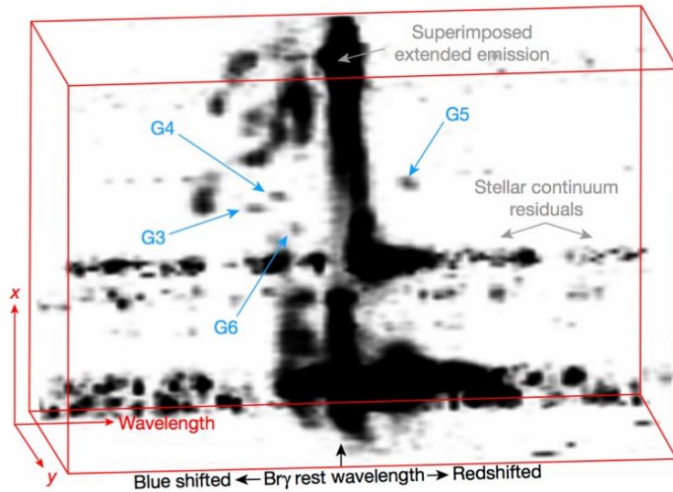 Superimposed
extended emission
G4
G5
Stellar continuum
residuals
G3
G6
x
Wavelength
y
Blue shifted ← Brγ rest wavelength → Redshifted